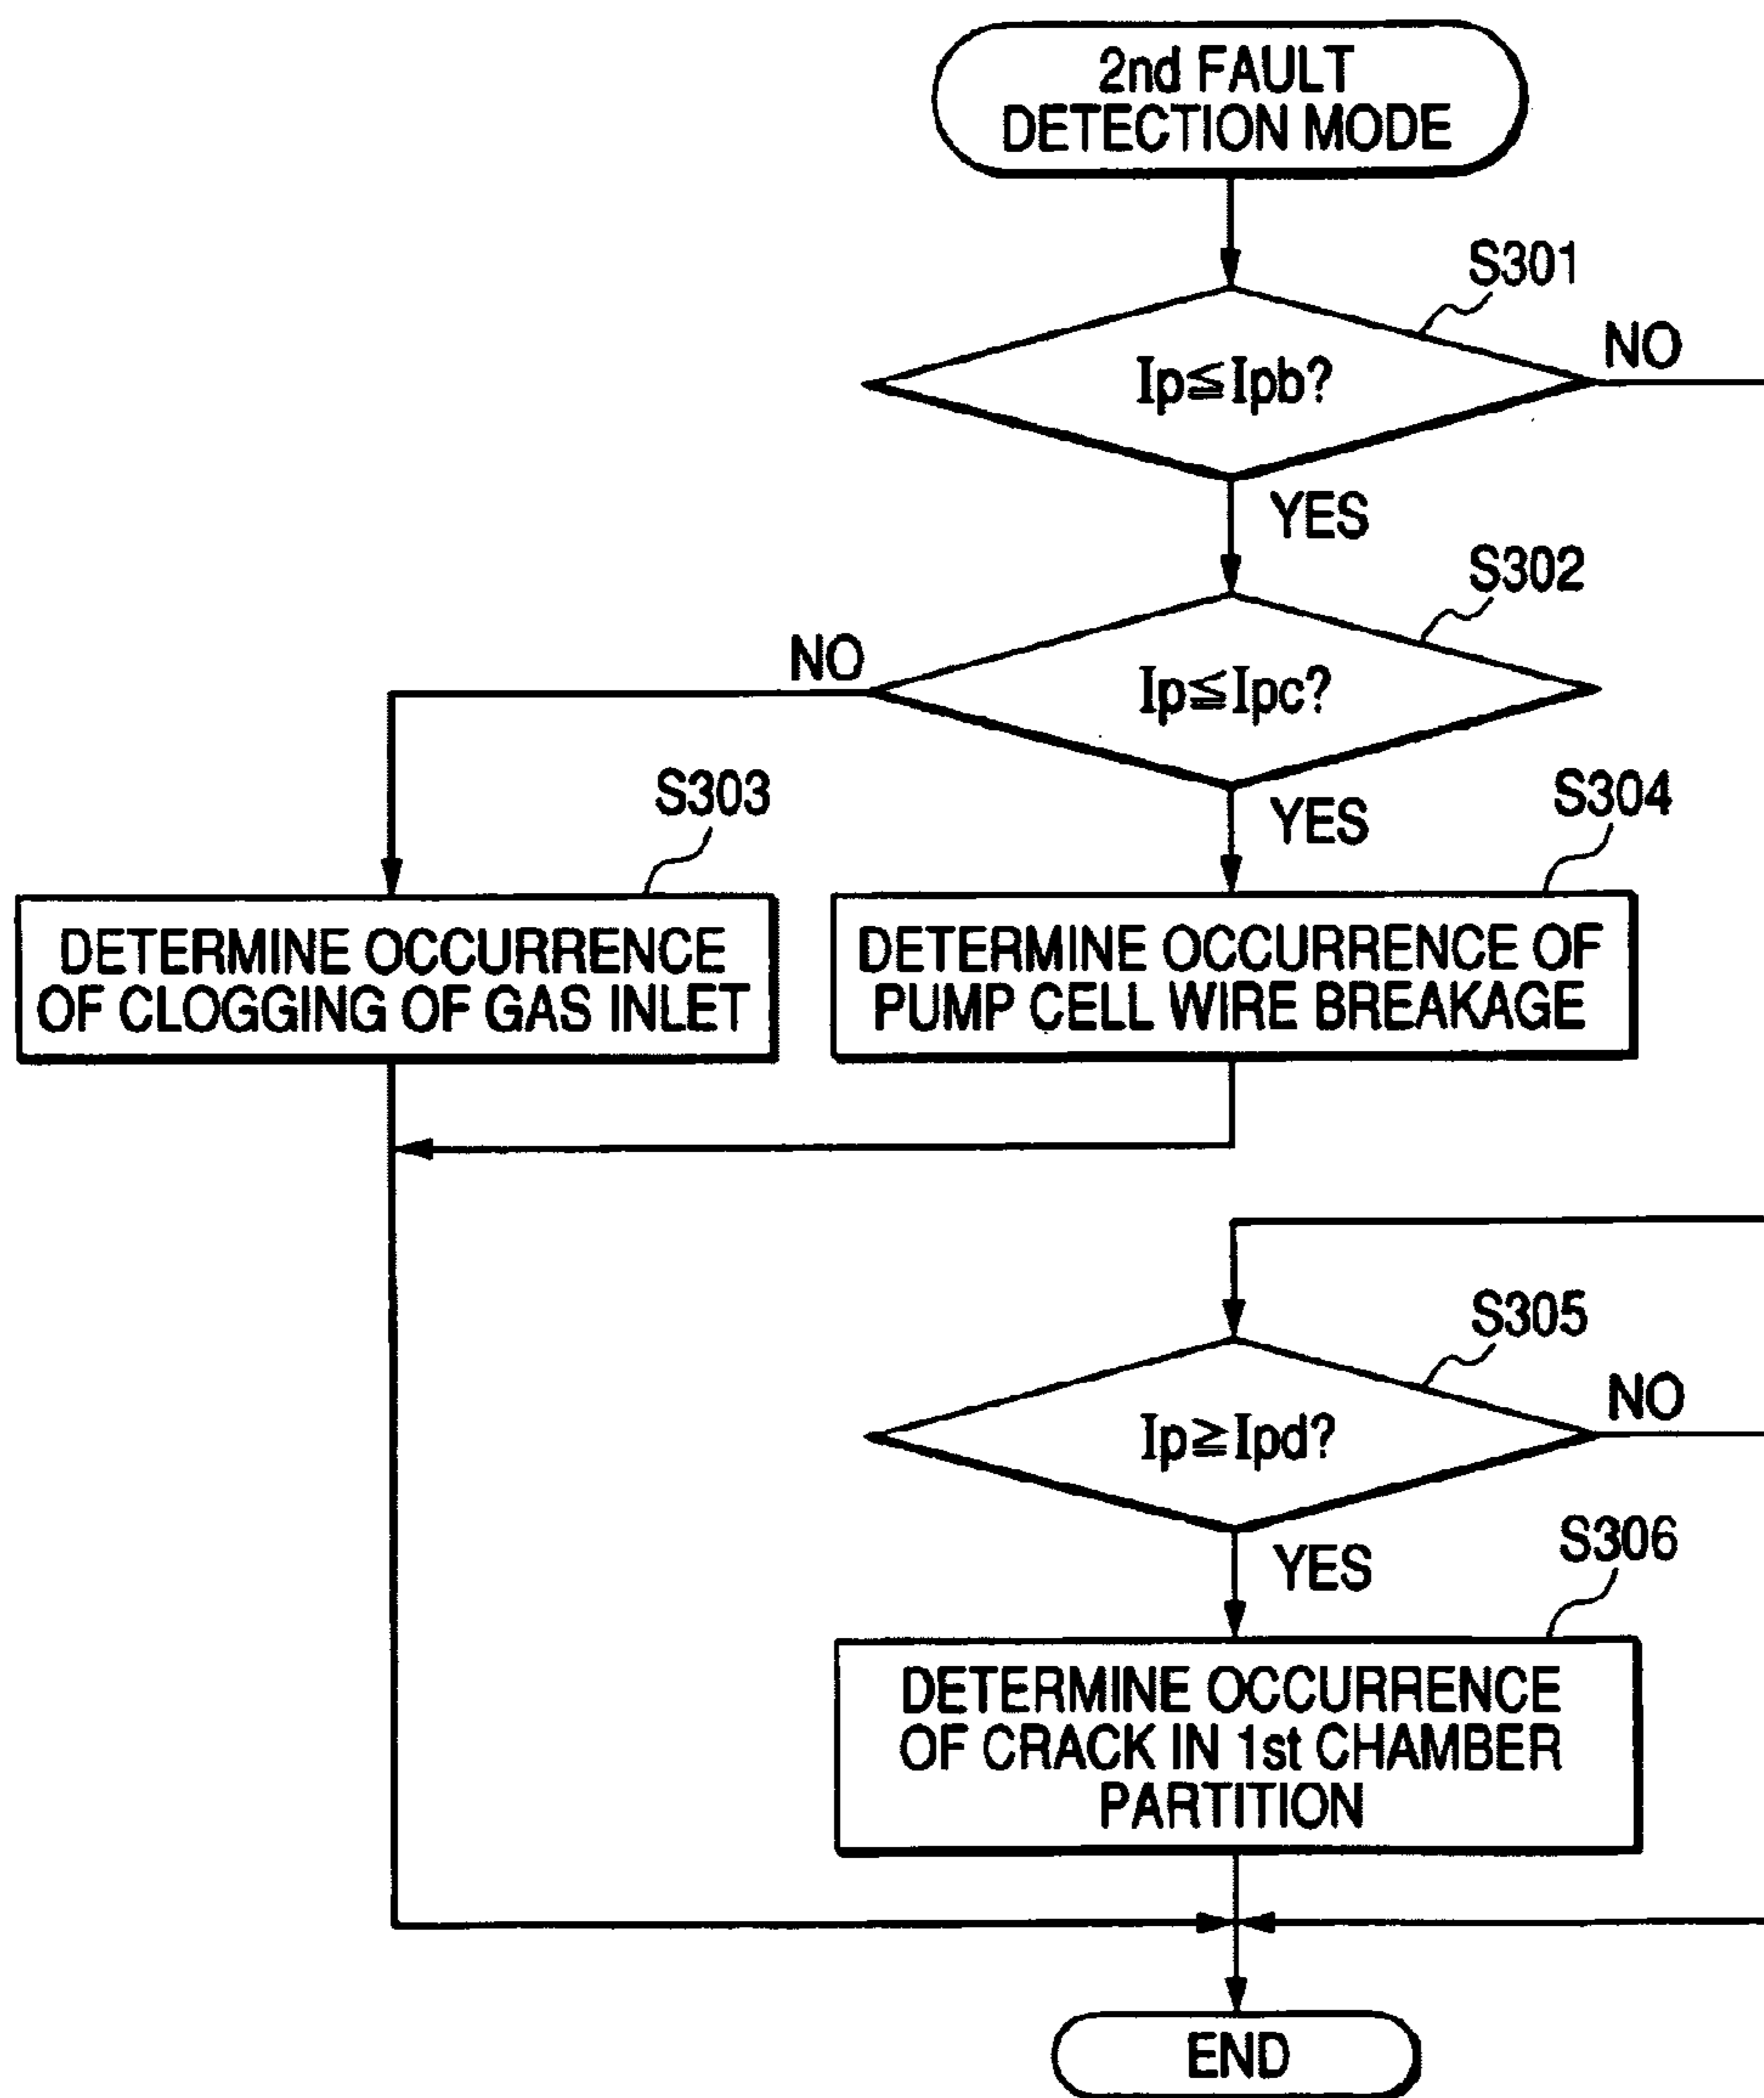 2nd FAULT
DETECTION MODE
S301
Ip≦Ipb?
NO
YES
S302
NO
Ip≦Ipc?
YES
S303
S304
DETERMINE OCCURRENCE
OF CLOGGING OF GAS INLET
DETERMINE OCCURRENCE OF
PUMP CELL WIRE BREAKAGE
S305
Ip≧Ipd?
NO
YES
S306
DETERMINE OCCURRENCE
OF CRACK IN 1st CHAMBER
PARTITION
END